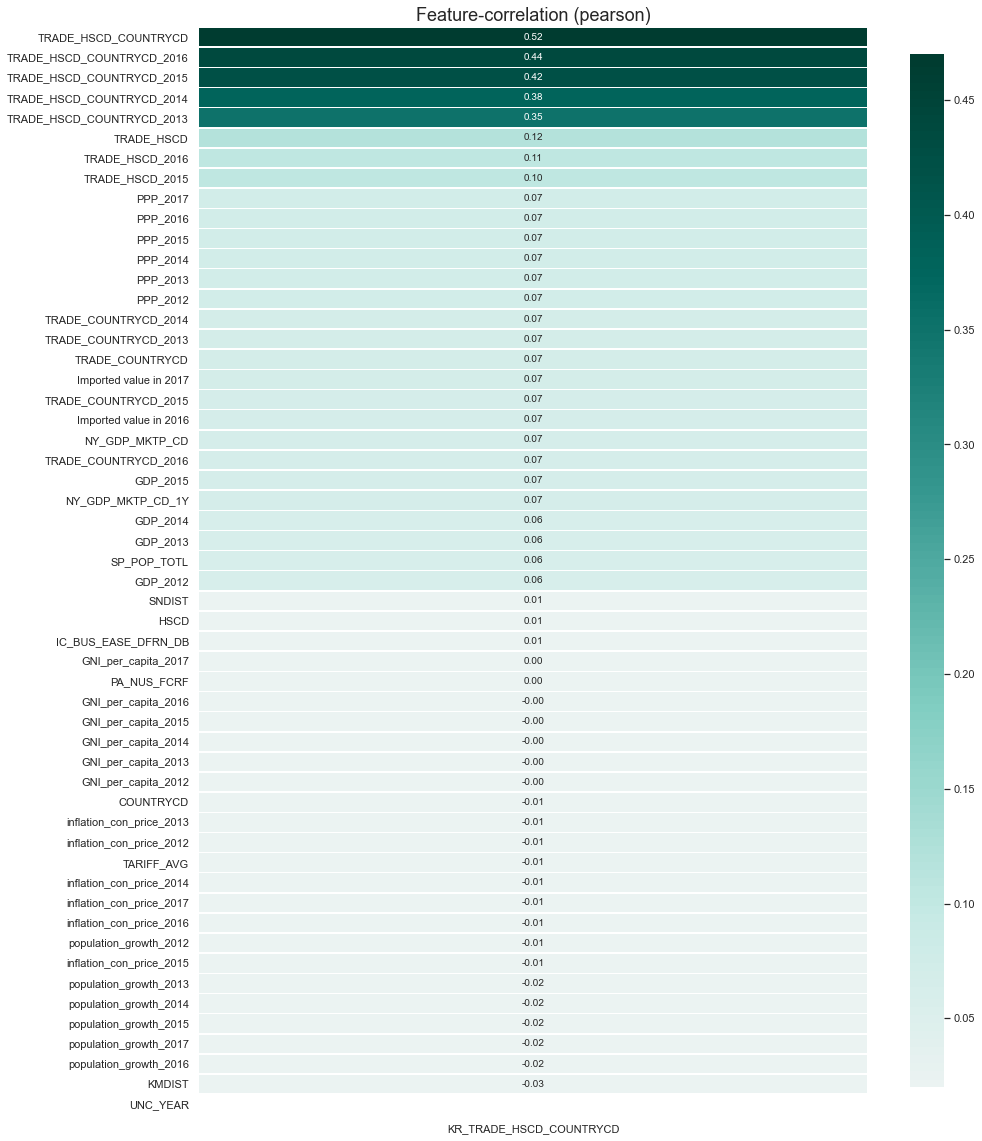 Feature-correlation (pearson)
TRADE_HSCD_COUNTRYCD 0.52
TRADE_HSCD_COUNTRYCD_2016 0.44
TRADE_HSCD_COUNTRYCD_2015 0.42
TRADE_HSCD_COUNTRYCD_2014 0.38
TRADE_HSCD_COUNTRYCD_2013 0.35
TRADE_HSCD 0.12
TRADE_HSCD_2016 0.11
TRADE_HSCD_2015 0.10
PPP_2017 0.07
PPP_2016 0.07
PPP_2015 0.07
PPP_2014 0.07
PPP_2013 0.07
PPP_2012 0.07
TRADE_COUNTRYCD_2014 0.07
TRADE_COUNTRYCD_2013 0.07
TRADE_COUNTRYCD 0.07
Imported value in 2017 0.07
TRADE_COUNTRYCD_2015 0.07
Imported value in 2016 0.07
NY_GDP_MKTP_CD 0.07
TRADE_COUNTRYCD_2016 0.07
GDP_2015 0.07
NY_GDP_MKTP_CD_1Y 0.07
GDP_2014 0.06
GDP_2013 0.06
SP_POP_TOTL 0.06
GDP_2012 0.06
SNDIST 0.01
HSCD 0.01
IC_BUS_EASE_DFRN_DB 0.01
GNI_per_capita_2017 0.00
PA_NUS_FCRF 0.00
GNI_per_capita_2016 -0.00
GNI_per_capita_2015 -0.00
GNI_per_capita_2014 -0.00
GNI_per_capita_2013 -0.00
GNI_per_capita_2012 -0.00
COUNTRYCD -0.01
inflation_con_price_2013 -0.01
inflation_con_price_2012 -0.01
TARIFF_AVG -0.01
inflation_con_price_2014 -0.01
inflation_con_price_2017 -0.01
inflation_con_price_2016 -0.01
population_growth_2012 -0.01
inflation_con_price_2015 -0.01
population_growth_2013 -0.02
population_growth_2014 -0.02
population_growth_2015 -0.02
population_growth_2017 -0.02
population_growth_2016 -0.02
KMDIST -0.03
UNC_YEAR
KR_TRADE_HSCD_COUNTRYCD
0.45
0.40
0.35
0.30
0.25
0.20
0.15
0.10
0.05